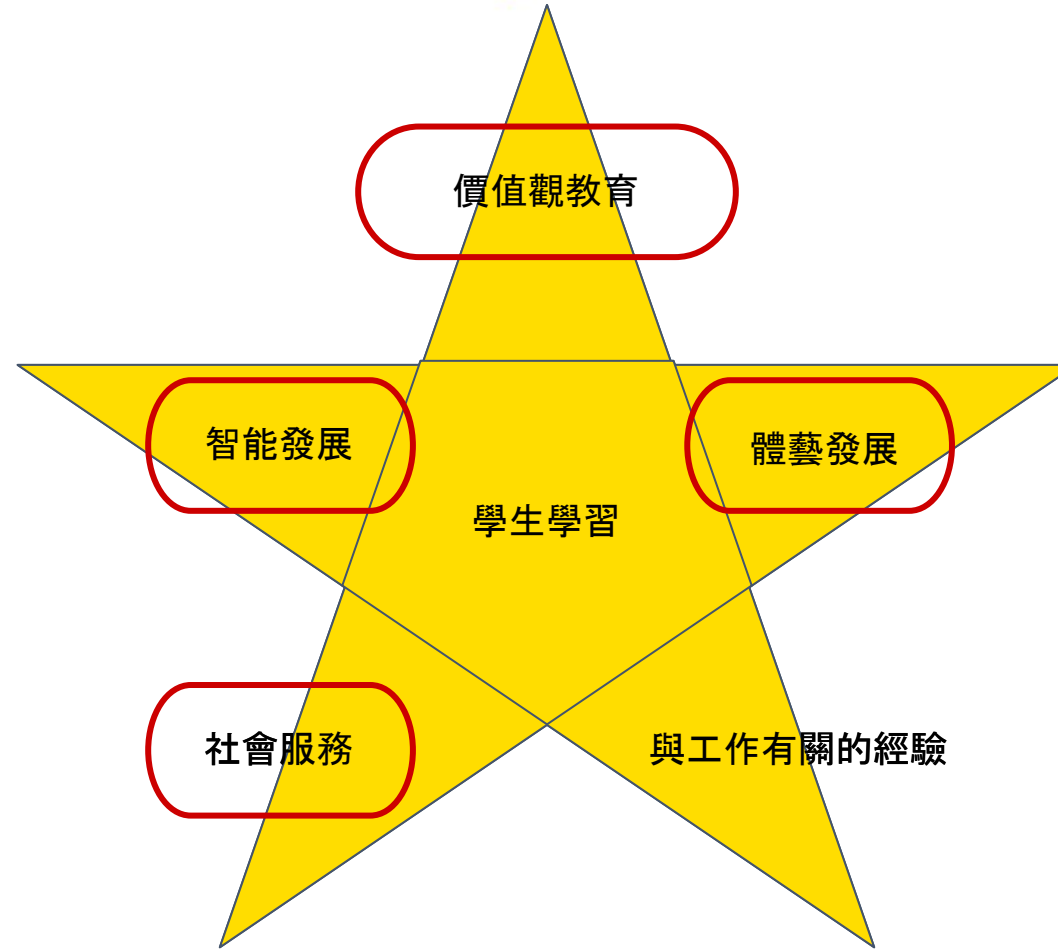 價值觀教育
智能發展
體藝發展
學生學習
社會服務
與工作有關的經驗